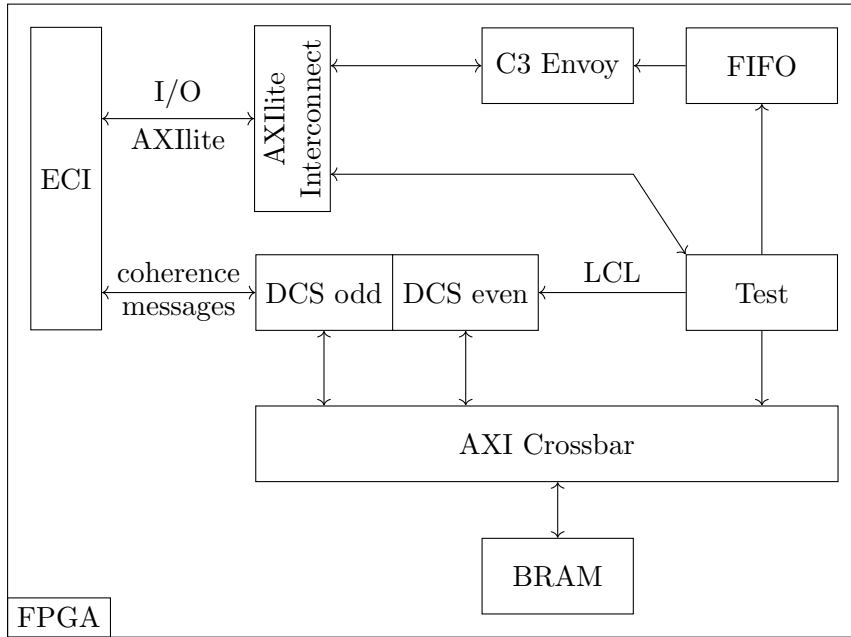 I/O
AXIlite
ECI
AXIlite
Interconnect
C3 Envoy
FIFO
coherence
messages
DCS odd
DCS even
LCL
Test
AXI Crossbar
BRAM
FPGA